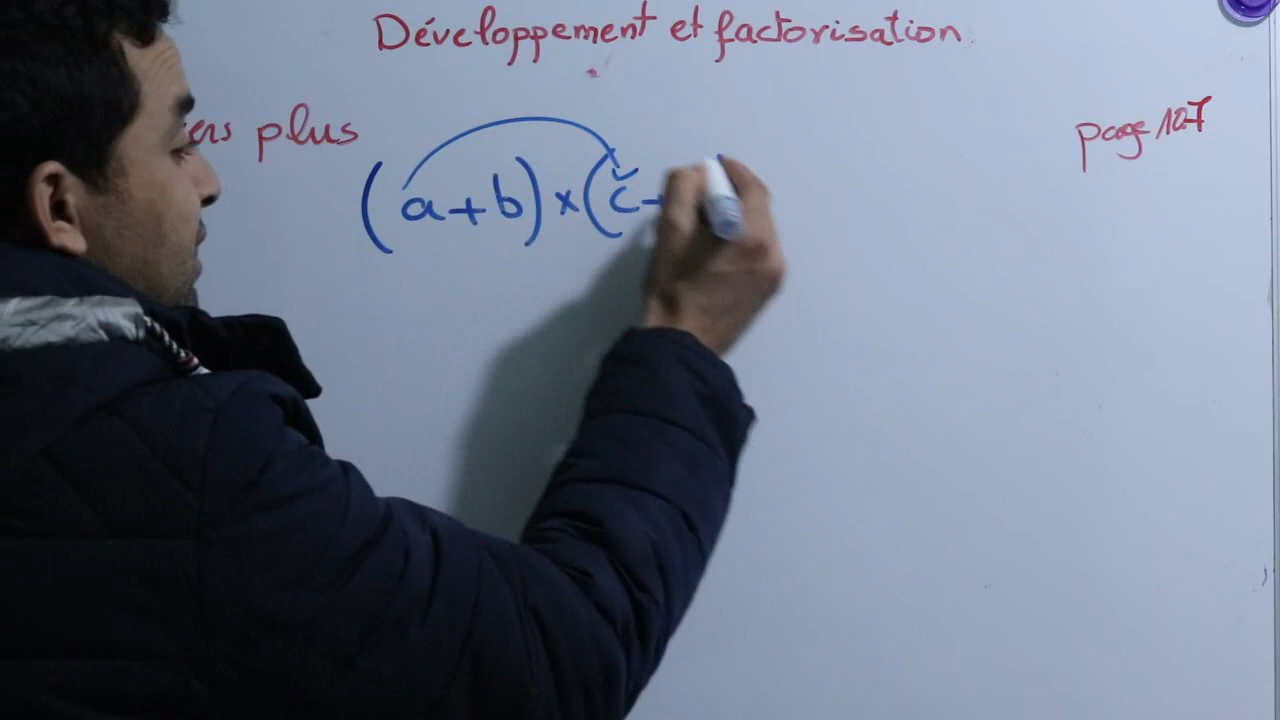 Développement et factorisation
plus
page 127
(a+b)×(c+